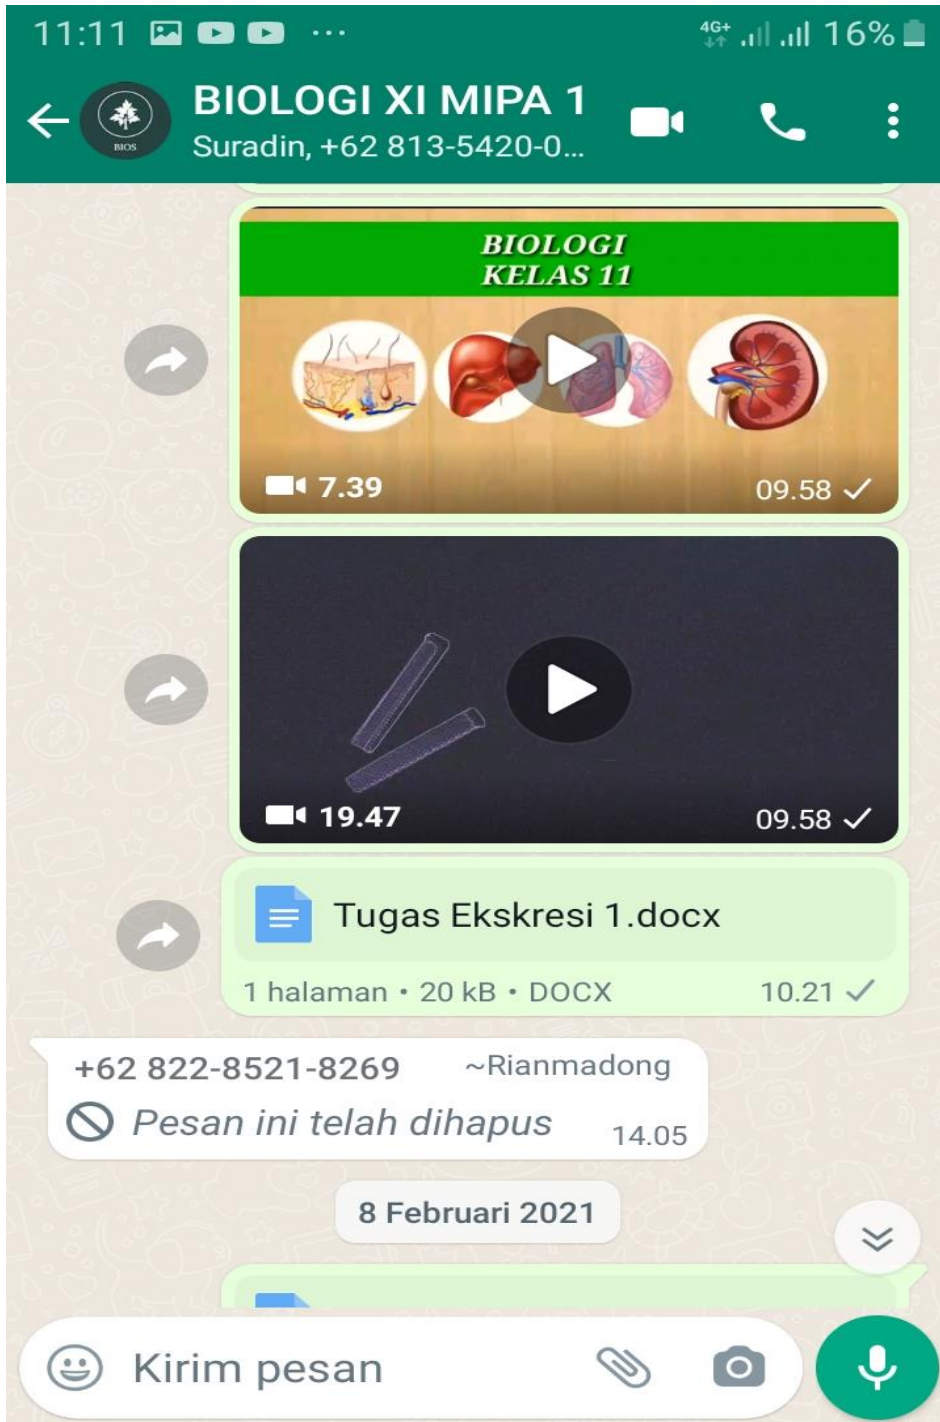 11:11 ... 4G+ 16%
BIOLOGI XI MIPA 1
BIOS
Suradin, +62 813-5420-0...
BIOLOGI
KELAS 11
7.39 09.58
19.47 09.58
Tugas Ekskresi 1.docx
1 halaman • 20 kB • DOCX 10.21
+62 822-8521-8269 ~Rianmadong
Pesan ini telah dihapus 14.05
8 Februari 2021
Kirim pesan